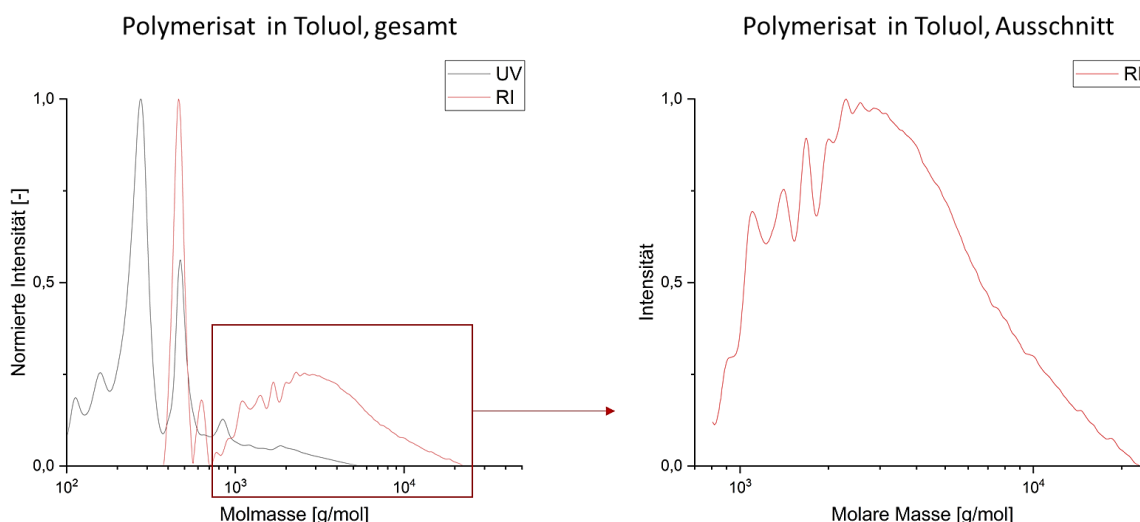 Polymerisat in Toluol, gesamt
UV
RI
1,0
0,5
0,0
10²
10³
10⁴
Normierte Intensität [-]
Molmasse [g/mol]
Polymerisat in Toluol, Ausschnitt
RI
1,0
0,5
0,0
10³
10⁴
Intensität
Molare Masse [g/mol]